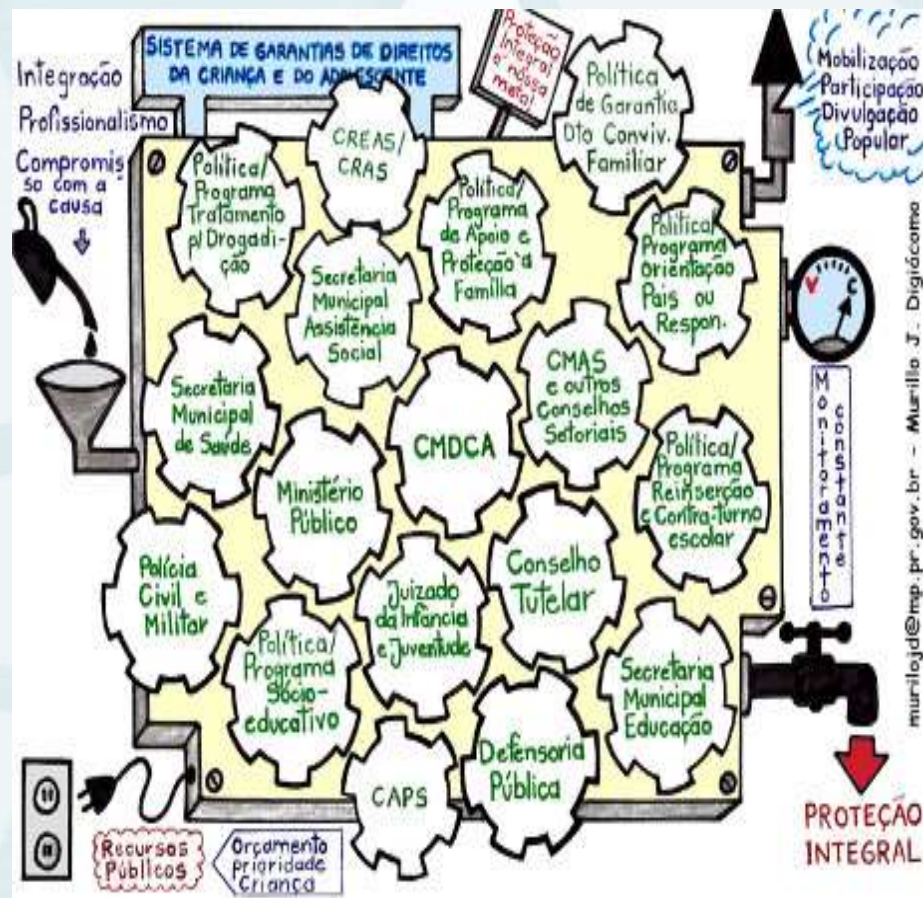 SISTEMA DE GARANTIAS DE DIREITOS
DA CRIANÇA E DO ADOLESCENTE
Integração
Profissionalismo
Compromis
so com a
causa
Proteção
Integral
é nossa
meta!
Política
de Garantia
Dto Conviv.
Familiar
Mobilização
Participação
Divulgação
Popular
CREAS/
CRAS
Política/
Programa
Tratamento
p/ Drogadi-
ção
Política/
Programa
de Apoio e
Proteção à
Família
Política/
Programa
Orientação
Pais ou
Respon.
Secretaria
Municipal
Assistência
Social
V C
Secretaria
Municipal
de Saúde
CMDCA
CMAS
e outros
Conselhos
Setoriais
Política/
Programa
Reinserção
e Contra-turno
escolar
Monitoramento
constante
Ministério
Público
Polícia
Civil e
Militar
Juizado
da Infância
e Juventude
Conselho
Tutelar
Política/
Programa
Sócio-
educativo
Secretaria
Municipal
Educação
CAPS
Defensoria
Pública
Recursos
Públicos
Orçamento
prioridade
Criança
PROTEÇÃO
INTEGRAL
murillojd@mp.pr.gov.br - Murillo J. Digiácomo